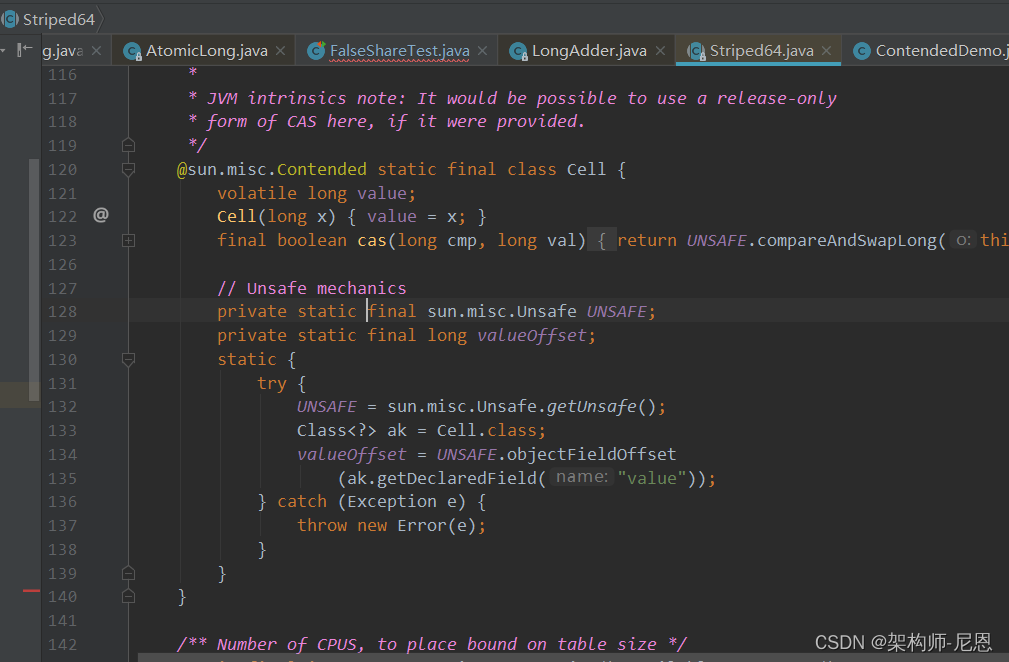 Striped64
g.java AtomicLong.java FalseShareTest.java LongAdder.java Striped64.java ContendedDemo.j
116 *
117 * JVM intrinsics note: It would be possible to use a release-only
118 * form of CAS here, if it were provided.
119 */
120 @sun.misc.Contended static final class Cell {
121 volatile long value;
122 @ Cell(long x) { value = x; }
123 final boolean cas(long cmp, long val) { return UNSAFE.compareAndSwapLong( o: thi
126
127 // Unsafe mechanics
128 private static final sun.misc.Unsafe UNSAFE;
129 private static final long valueOffset;
130 static {
131 try {
132 UNSAFE = sun.misc.Unsafe.getUnsafe();
133 Class<?> ak = Cell.class;
134 valueOffset = UNSAFE.objectFieldOffset
135 (ak.getDeclaredField( name: "value"));
136 } catch (Exception e) {
137 throw new Error(e);
138 }
139 }
140 }
141
142 /** Number of CPUS, to place bound on table size */
CSDN @架构师-尼恩